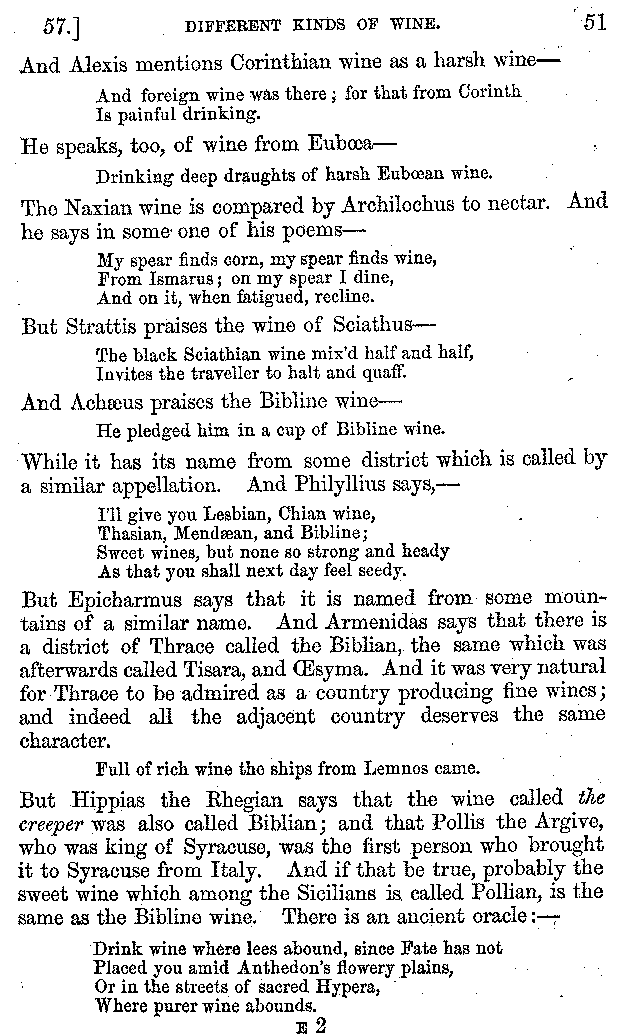 57.] DIFFERENT KINDS OF WINE. 51
And Alexis mentions Corinthian wine as a harsh wine—
And foreign wine was there; for that from Corinth
Is painful drinking.
He speaks, too, of wine from Eubœa—
Drinking deep draughts of harsh Eubœan wine.
The Naxian wine is compared by Archilochus to nectar. And
he says in some one of his poems—
My spear finds corn, my spear finds wine,
From Ismarus; on my spear I dine,
And on it, when fatigued, recline.
But Strattis praises the wine of Sciathus—
The black Sciathian wine mix'd half and half,
Invites the traveller to halt and quaff.
And Achæus praises the Bibline wine—
He pledged him in a cup of Bibline wine.
While it has its name from some district which is called by
a similar appellation. And Philyllius says,—
I'll give you Lesbian, Chian wine,
Thasian, Mendæan, and Bibline;
Sweet wines, but none so strong and heady
As that you shall next day feel seedy.
But Epicharmus says that it is named from some moun-
tains of a similar name. And Armenidas says that there is
a district of Thrace called the Biblian, the same which was
afterwards called Tisara, and Œsyma. And it was very natural
for Thrace to be admired as a country producing fine wines;
and indeed all the adjacent country deserves the same
character.
Full of rich wine the ships from Lemnos came.
But Hippias the Rhegian says that the wine called the
creeper was also called Biblian; and that Pollis the Argive,
who was king of Syracuse, was the first person who brought
it to Syracuse from Italy. And if that be true, probably the
sweet wine which among the Sicilians is called Pollian, is the
same as the Bibline wine. There is an ancient oracle:—
Drink wine where lees abound, since Fate has not
Placed you amid Anthedon's flowery plains,
Or in the streets of sacred Hypera,
Where purer wine abounds.
E 2